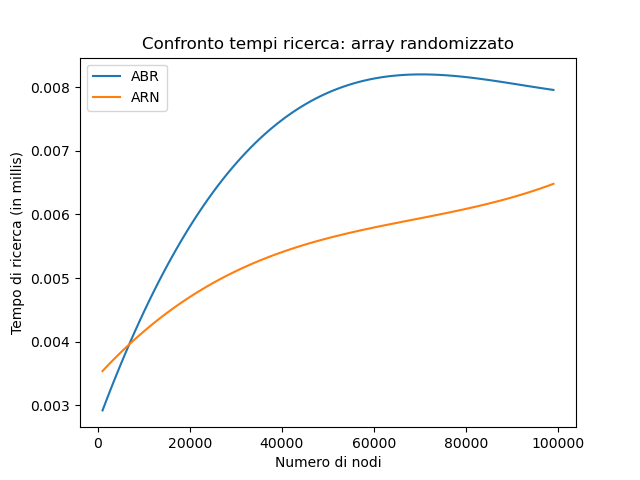 Confronto tempi ricerca: array randomizzato
ABR
ARN
Tempo di ricerca (in millis)
0.008
0.007
0.006
0.005
0.004
0.003
0
20000
40000
60000
80000
100000
Numero di nodi